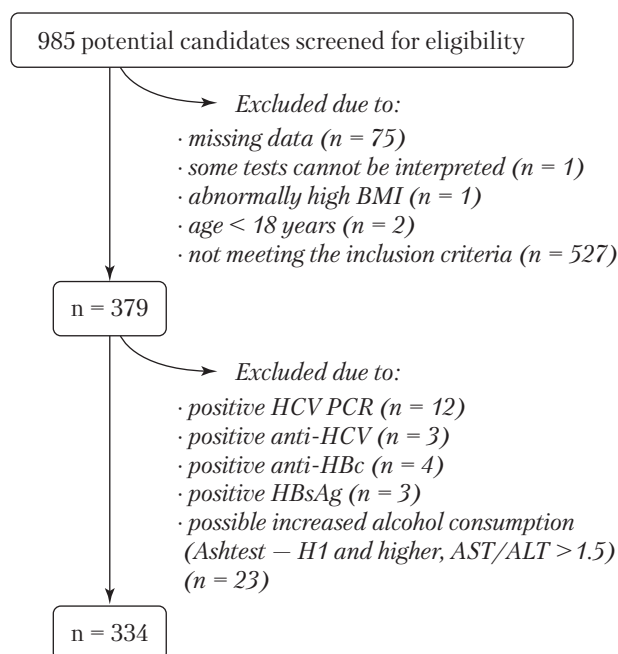 985 potential candidates screened for eligibility
Excluded due to:
· missing data (n = 75)
· some tests cannot be interpreted (n = 1)
· abnormally high BMI (n = 1)
· age < 18 years (n = 2)
· not meeting the inclusion criteria (n = 527)
n = 379
Excluded due to:
· positive HCV PCR (n = 12)
· positive anti-HCV (n = 3)
· positive anti-HBc (n = 4)
· positive HBsAg (n = 3)
· possible increased alcohol consumption
(Ashtest — H1 and higher, AST/ALT > 1.5)
(n = 23)
n = 334